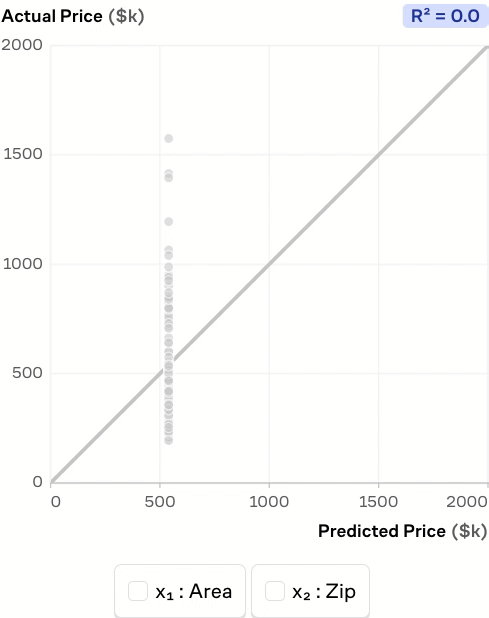 Actual Price ($k)
R² = 0.0
2000
1500
1000
500
0
0 500 1000 1500 2000
Predicted Price ($k)
x₁ : Area
x₂ : Zip